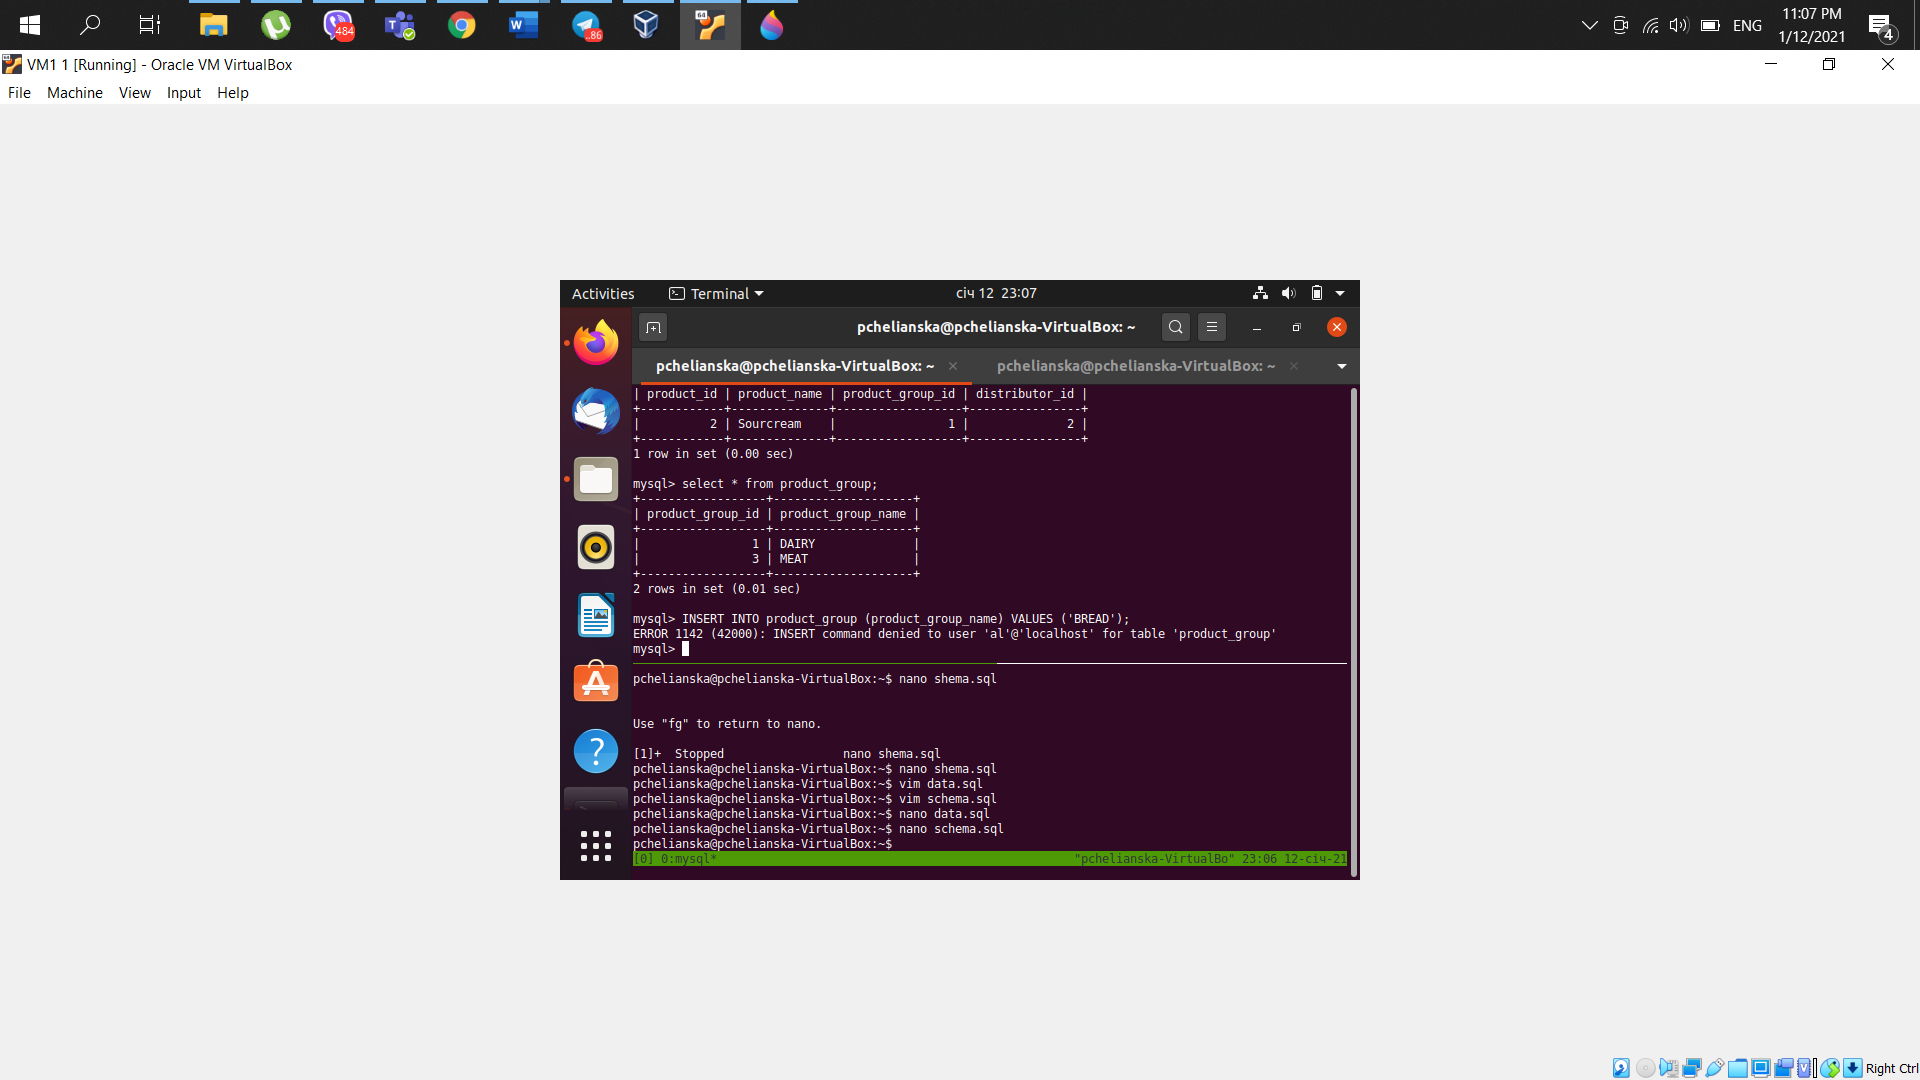 484
T
W
..86
64
ENG
11:07 PM
1/12/2021
4
VM1 1 [Running] - Oracle VM VirtualBox
File Machine View Input Help
Activities
Terminal
січ 12 23:07
pchelianska@pchelianska-VirtualBox: ~
pchelianska@pchelianska-VirtualBox: ~ × pchelianska@pchelianska-VirtualBox: ~ ×
| product_id | product_name | product_group_id | distributor_id |
+------------+--------------+------------------+----------------+
|          2 | Sourcream    |                1 |              2 |
+------------+--------------+------------------+----------------+
1 row in set (0.00 sec)
mysql> select * from product_group;
+------------------+--------------------+
| product_group_id | product_group_name |
+------------------+--------------------+
|                1 | DAIRY              |
|                3 | MEAT               |
+------------------+--------------------+
2 rows in set (0.01 sec)
mysql> INSERT INTO product_group (product_group_name) VALUES ('BREAD');
ERROR 1142 (42000): INSERT command denied to user 'al'@'localhost' for table 'product_group'
mysql>
pchelianska@pchelianska-VirtualBox:~$ nano shema.sql
Use "fg" to return to nano.
[1]+  Stopped                 nano shema.sql
pchelianska@pchelianska-VirtualBox:~$ nano shema.sql
pchelianska@pchelianska-VirtualBox:~$ vim data.sql
pchelianska@pchelianska-VirtualBox:~$ vim schema.sql
pchelianska@pchelianska-VirtualBox:~$ nano data.sql
pchelianska@pchelianska-VirtualBox:~$ nano schema.sql
pchelianska@pchelianska-VirtualBox:~$
[0] 0:mysql* "pchelianska-VirtualBo" 23:06 12-січ-21
Right Ctrl